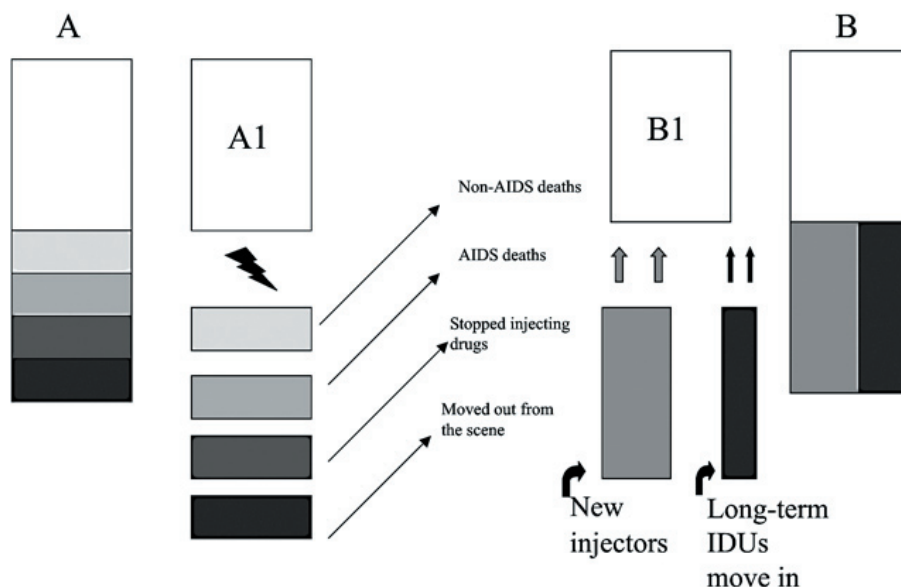 A
B
A1
B1
Non-AIDS deaths
AIDS deaths
Stopped injecting
drugs
Moved out from
the scene
New
injectors
Long-term
IDUs
move in